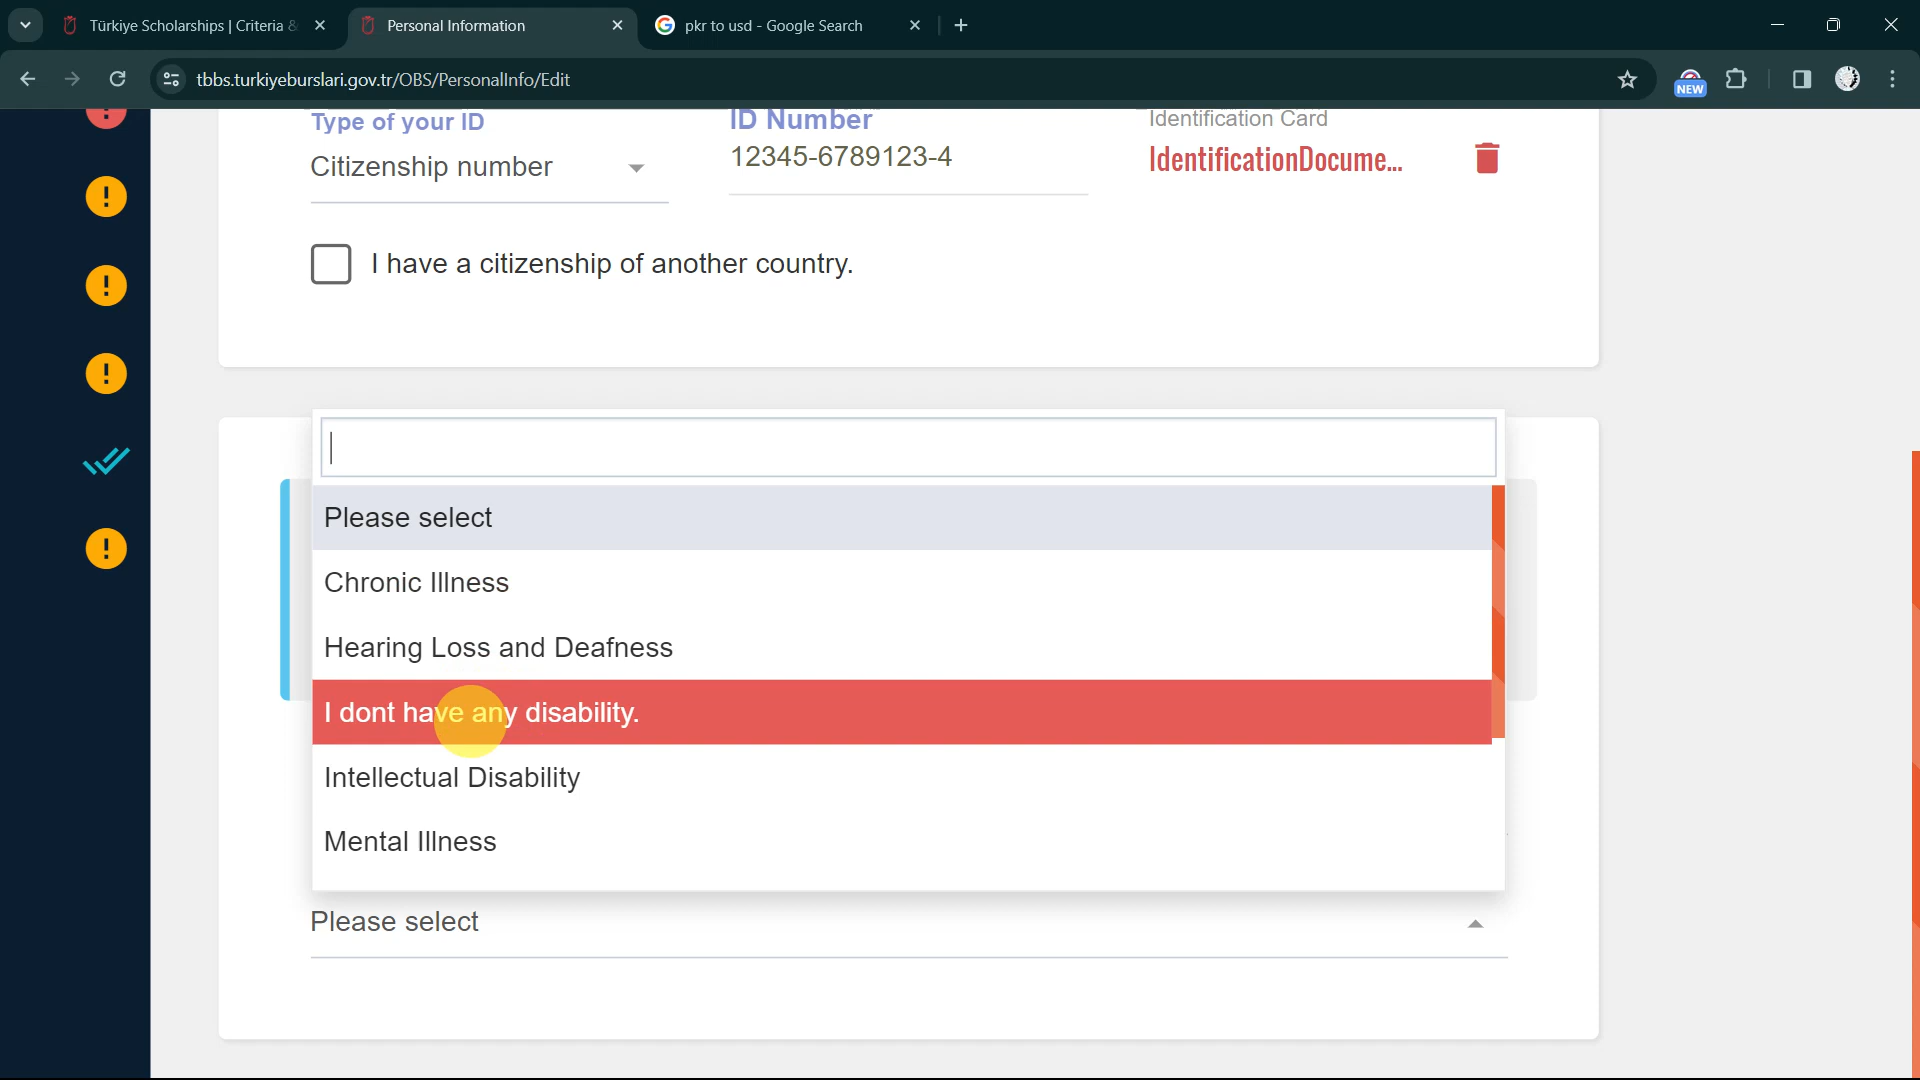 Türkiye Scholarships | Criteria &
Personal Information
pkr to usd - Google Search
tbbs.turkiyeburslari.gov.tr/OBS/PersonalInfo/Edit
NEW
Type of your ID
ID Number
Identification Card
Citizenship number
12345-6789123-4
IdentificationDocume...
I have a citizenship of another country.
Please select
Chronic Illness
Hearing Loss and Deafness
I dont have any disability.
Intellectual Disability
Mental Illness
Please select